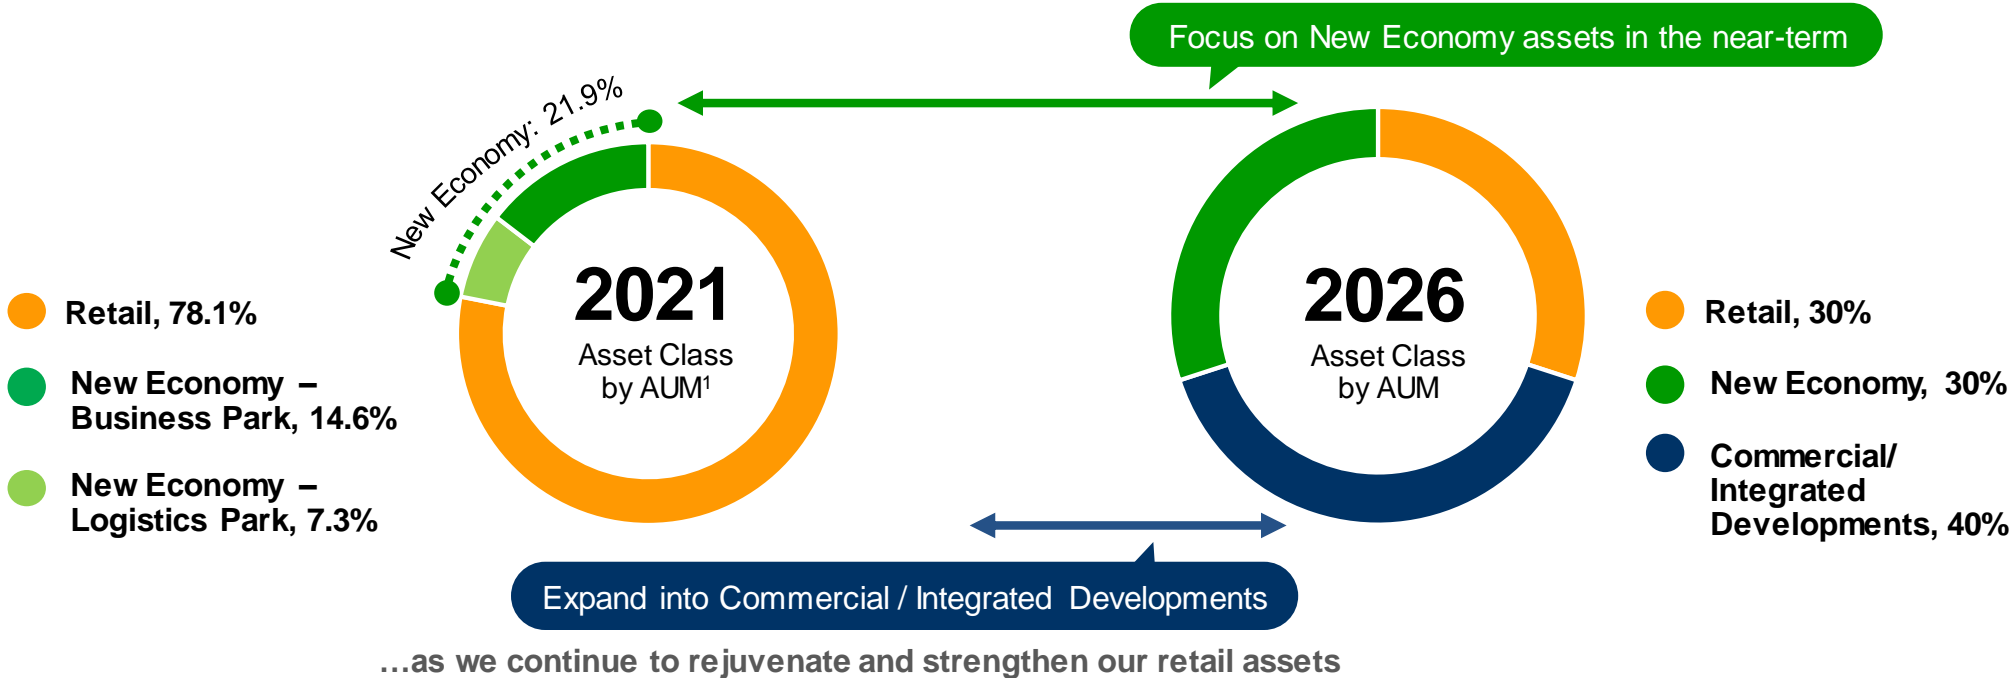 Focus on New Economy assets in the near-term
New Economy: 21.9%
2021
Asset Class
by AUM¹
Retail, 78.1%
New Economy –
Business Park, 14.6%
New Economy –
Logistics Park, 7.3%
2026
Asset Class
by AUM
Retail, 30%
New Economy, 30%
Commercial/
Integrated
Developments, 40%
Expand into Commercial / Integrated Developments
...as we continue to rejuvenate and strengthen our retail assets